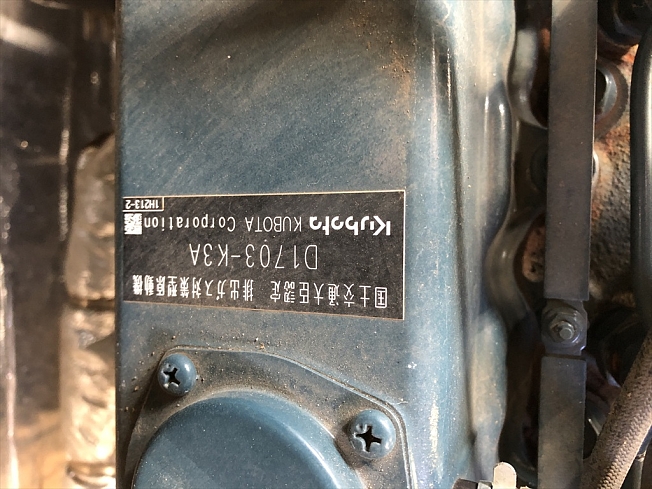 国土交通大臣認定 排出ガス対策型原動機
D1703-K3A
Kubota KUBOTA Corporation
1H213-2